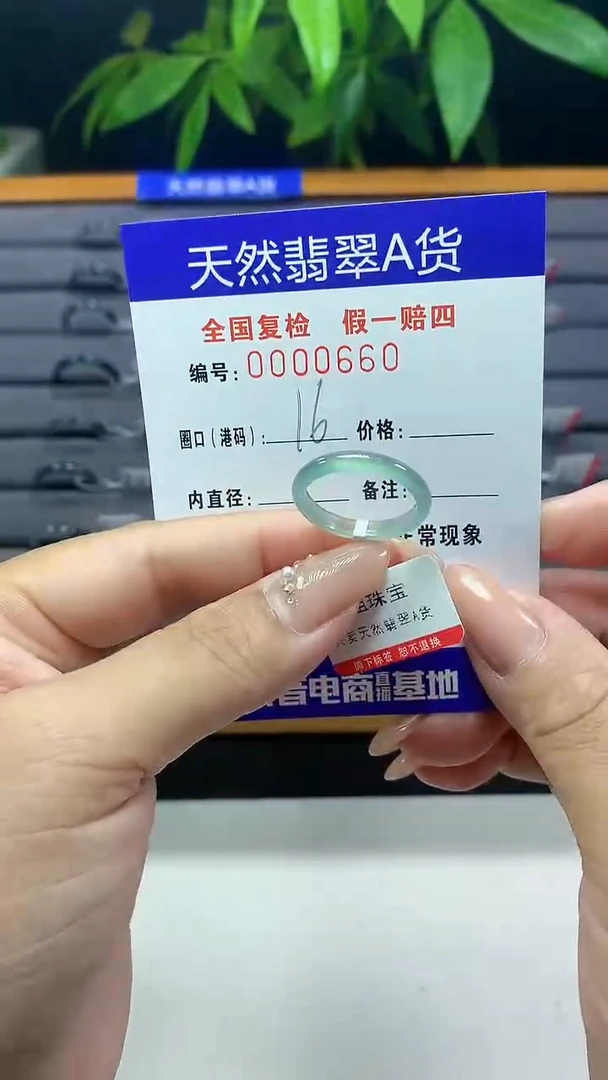 天然翡翠A货
天然翡翠A货
全国复检 假一赔四
编号：0000660
圈口（港码）：16 价格：
内直径： 备注：
常现象
珠宝
天然翡翠A货
撕下标签 恕不退换
音电商直播基地